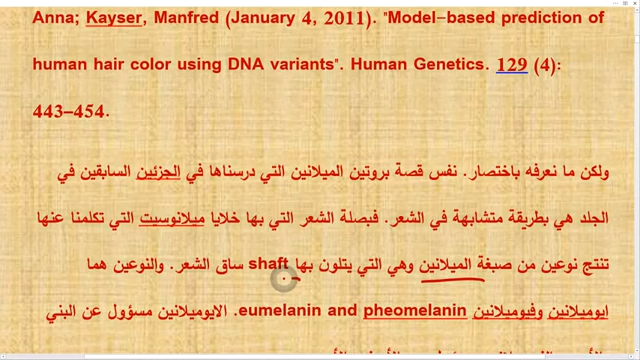 Anna; Kayser, Manfred (January 4, 2011). "Model-based prediction of
human hair color using DNA variants". Human Genetics. 129 (4):
443–454.
ولكن ما نعرفه باختصار. نفس قصة بروتين الميلانين التي درسناها في الجزئين السابقين في
الجلد هي بطريقة متشابهة في الشعر. فبصلة الشعر التي بها خلايا ميلانوسيت التي تكلمنا عنها
تنتج نوعين من صبغة الميلانين وهي التي يتلون بها shaft ساق الشعر. والنوعين هما
ايوميلانين وفيوميلانين eumelanin and pheomelanin. الايوميلانين مسؤول عن البني